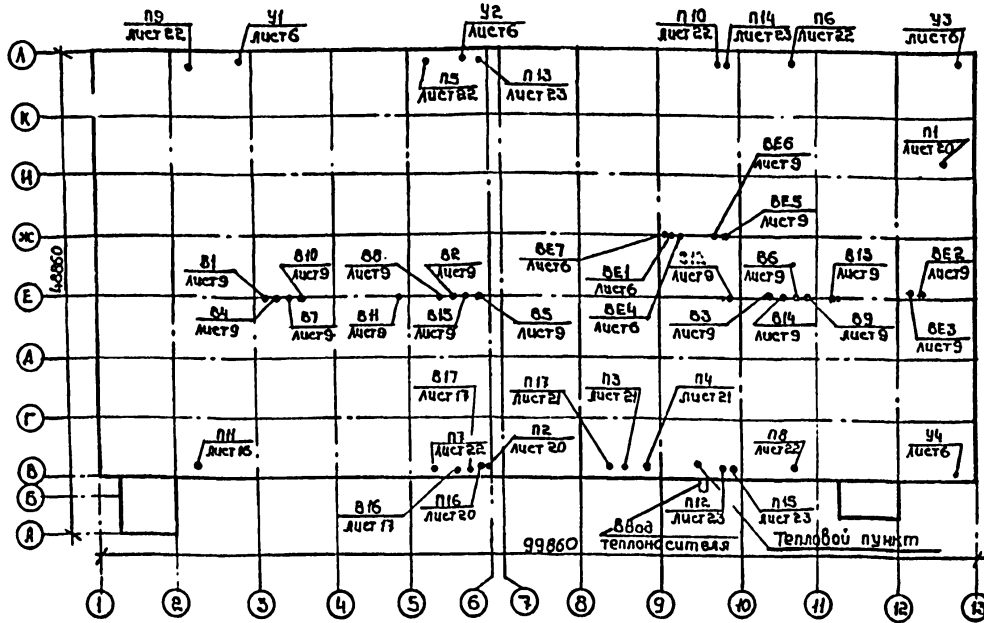 П9
лист 22
У1
лист 6
У2
лист 6
П10
лист 22
П14
лист 23
П6
лист 22
У3
лист 6
Л
П5
лист 22
П13
лист 23
К
П1
лист 20
ВЕ6
лист 9
И
ВЕ5
лист 9
Ж
48860
ВЕ7
лист 6
ВЕ1
лист 6
ВЕ4
лист 6
В1
лист 9
В10
лист 9
В8
лист 9
В2
лист 9
В12
лист 9
В6
лист 9
В13
лист 9
ВЕ2
лист 9
Е
В4
лист 9
В7
лист 9
В11
лист 9
В15
лист 9
В5
лист 9
В3
лист 9
В14
лист 9
В9
лист 9
ВЕ3
лист 9
Д
В17
лист 17
П17
лист 21
П3
лист 21
П4
лист 21
Г
П11
лист 18
П7
лист 22
П2
лист 20
П8
лист 22
У4
лист 6
В
Б
В16
лист 17
П16
лист 20
П12
лист 23
П15
лист 23
А
Ввод
теплоносителя
Тепловой пункт
99860
1 2 3 4 5 6 7 8 9 10 11 12 13